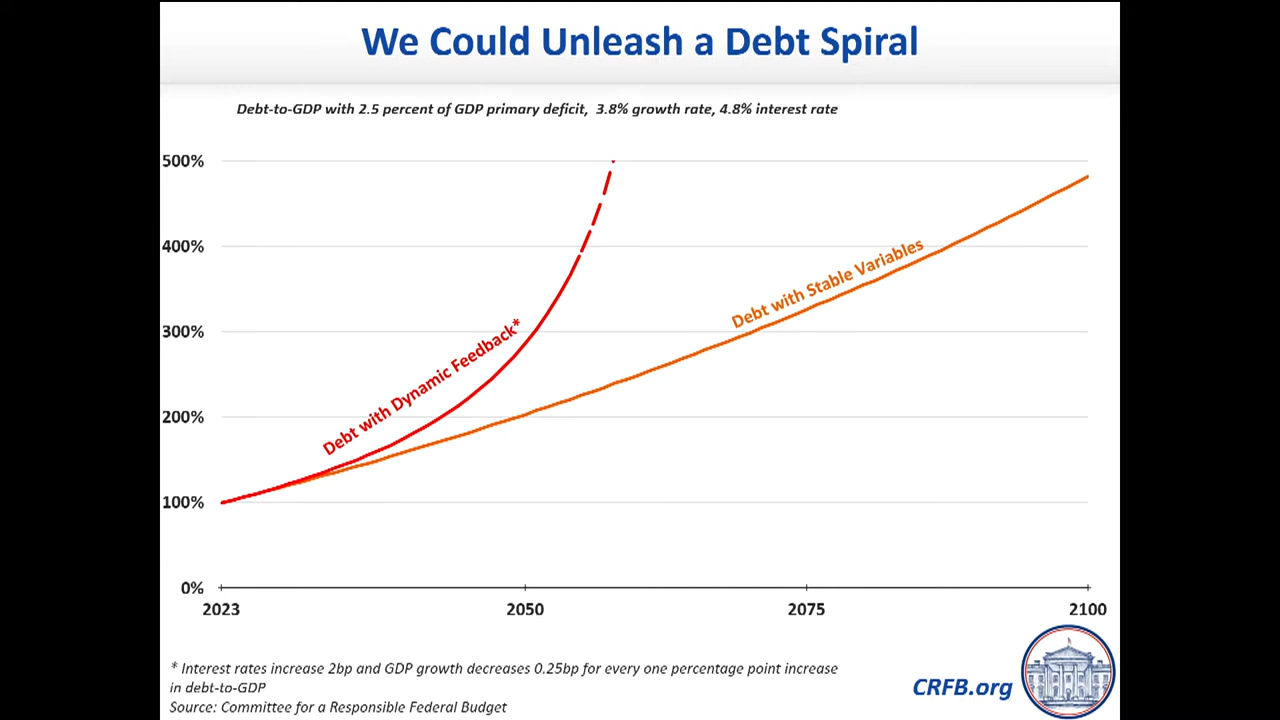 We Could Unleash a Debt Spiral
Debt-to-GDP with 2.5 percent of GDP primary deficit,  3.8% growth rate, 4.8% interest rate
500%
400%
300%
200%
100%
0%
Debt with Dynamic Feedback*
Debt with Stable Variables
2023
2050
2075
2100
* Interest rates increase 2bp and GDP growth decreases 0.25bp for every one percentage point increase
in debt-to-GDP
Source: Committee for a Responsible Federal Budget
CRFB.org